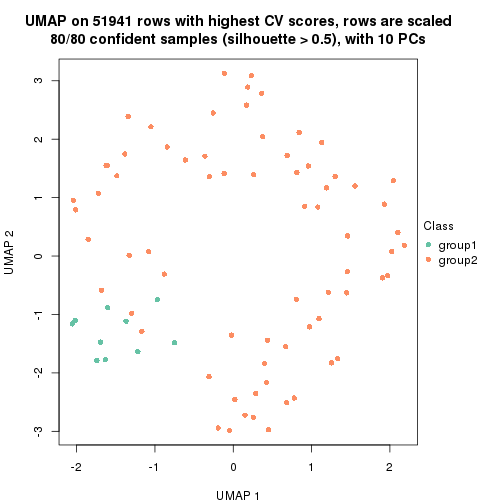 UMAP on 51941 rows with highest CV scores, rows are scaled
80/80 confident samples (silhouette > 0.5), with 10 PCs
3
2
1
0
-1
-2
-3
UMAP 2
Class
group1
group2
-2 -1 0 1 2
UMAP 1